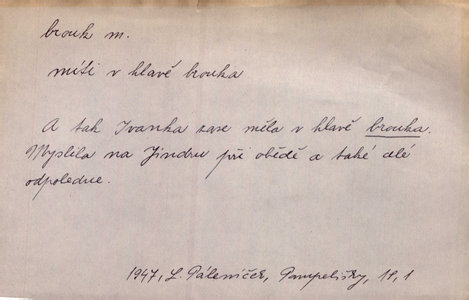 brouk m.
míti v hlavě brouka
A tak Ivanka zase měla v hlavě brouka.
Myslila na Jindru při obědě a také celé
odpoledne.
1947, L. Páleníček, Pampelišky, 18, 1